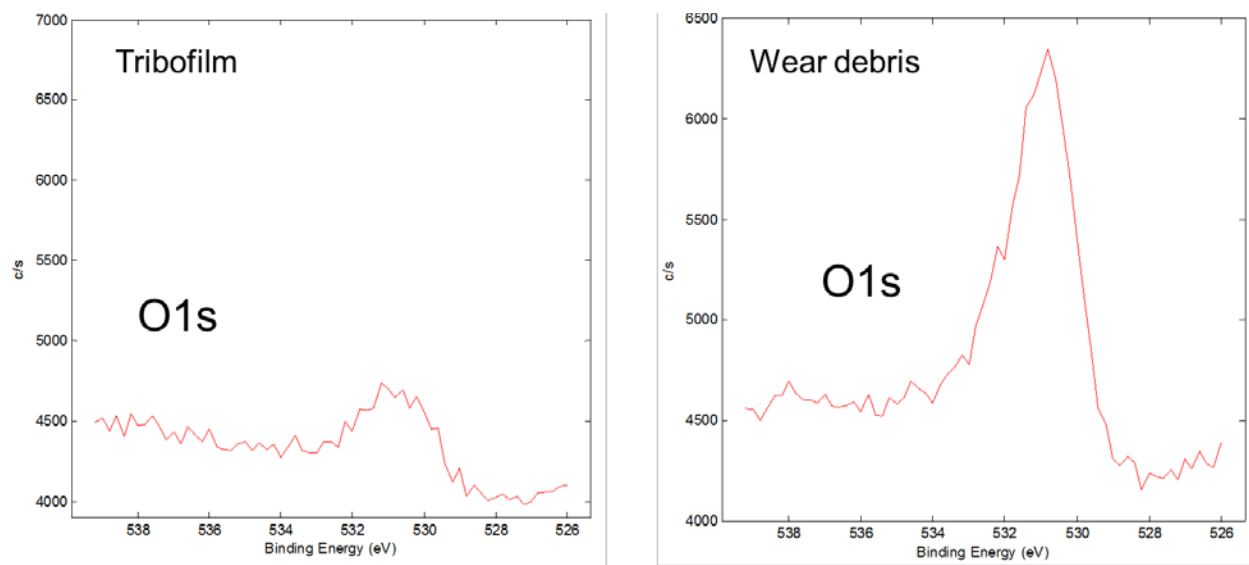 7000
Tribofilm
6500
6000
c/s
5500
O1s
5000
4500
4000
538 536 534 532 530 528 526
Binding Energy (eV)
6500
Wear debris
6000
5500
c/s
O1s
5000
4500
4000
538 536 534 532 530 528 526
Binding Energy (eV)